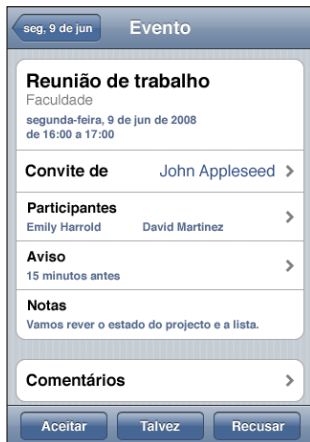 seg, 9 de jun Evento
Reunião de trabalho
Faculdade
segunda-feira, 9 de jun de 2008
de 16:00 a 17:00
Convite de John Appleseed
Participantes
Emily Harrold David Martinez
Aviso
15 minutos antes
Notas
Vamos rever o estado do projecto e a lista.
Comentários
Aceitar Talvez Recusar